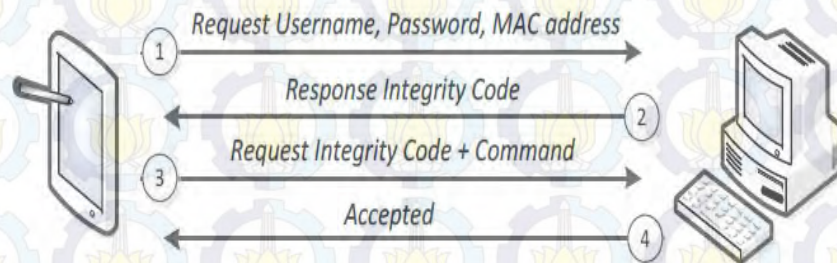 Request Username, Password, MAC address
1
Response Integrity Code
2
Request Integrity Code + Command
3
Accepted
4